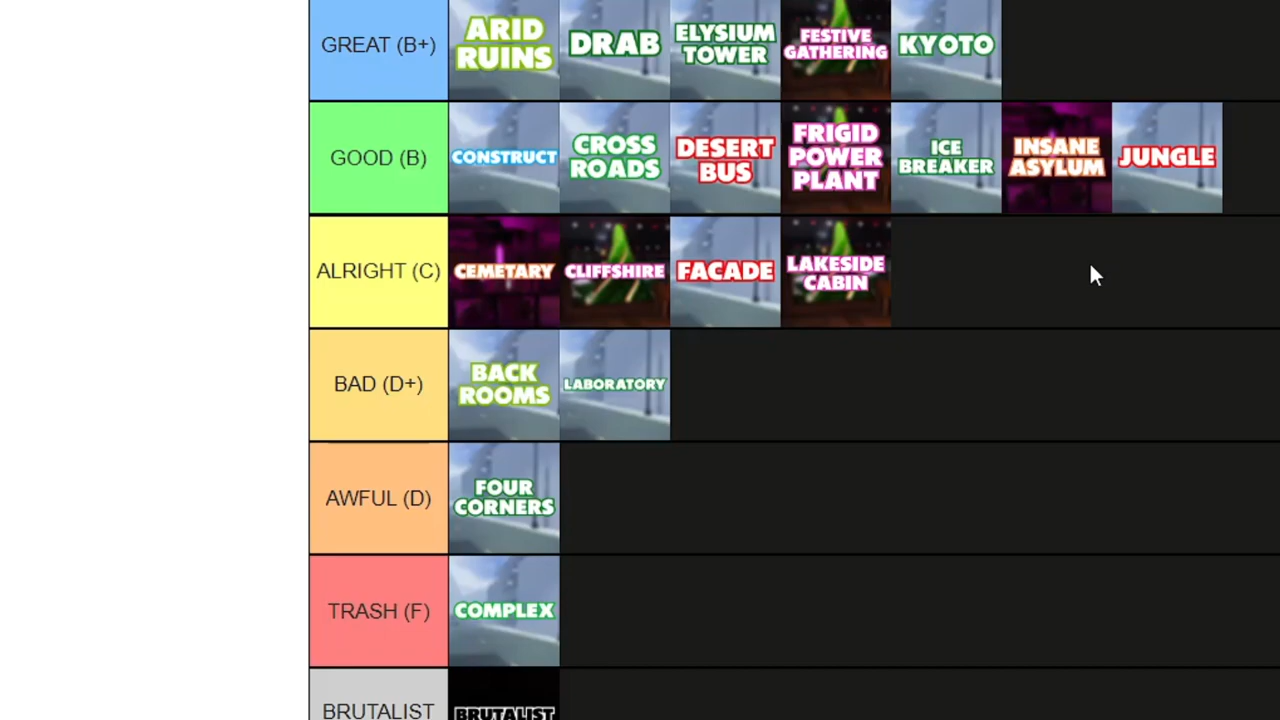 GREAT (B+)
ARID
RUINS
DRAB
ELYSIUM
TOWER
FESTIVE
GATHERING
KYOTO
GOOD (B)
CONSTRUCT
CROSS
ROADS
DESERT
BUS
FRIGID
POWER
PLANT
ICE
BREAKER
INSANE
ASYLUM
JUNGLE
ALRIGHT (C)
CEMETARY
CLIFFSHIRE
FACADE
LAKESIDE
CABIN
BAD (D+)
BACK
ROOMS
LABORATORY
AWFUL (D)
FOUR
CORNERS
TRASH (F)
COMPLEX
BRUTALIST
BRUTALIST